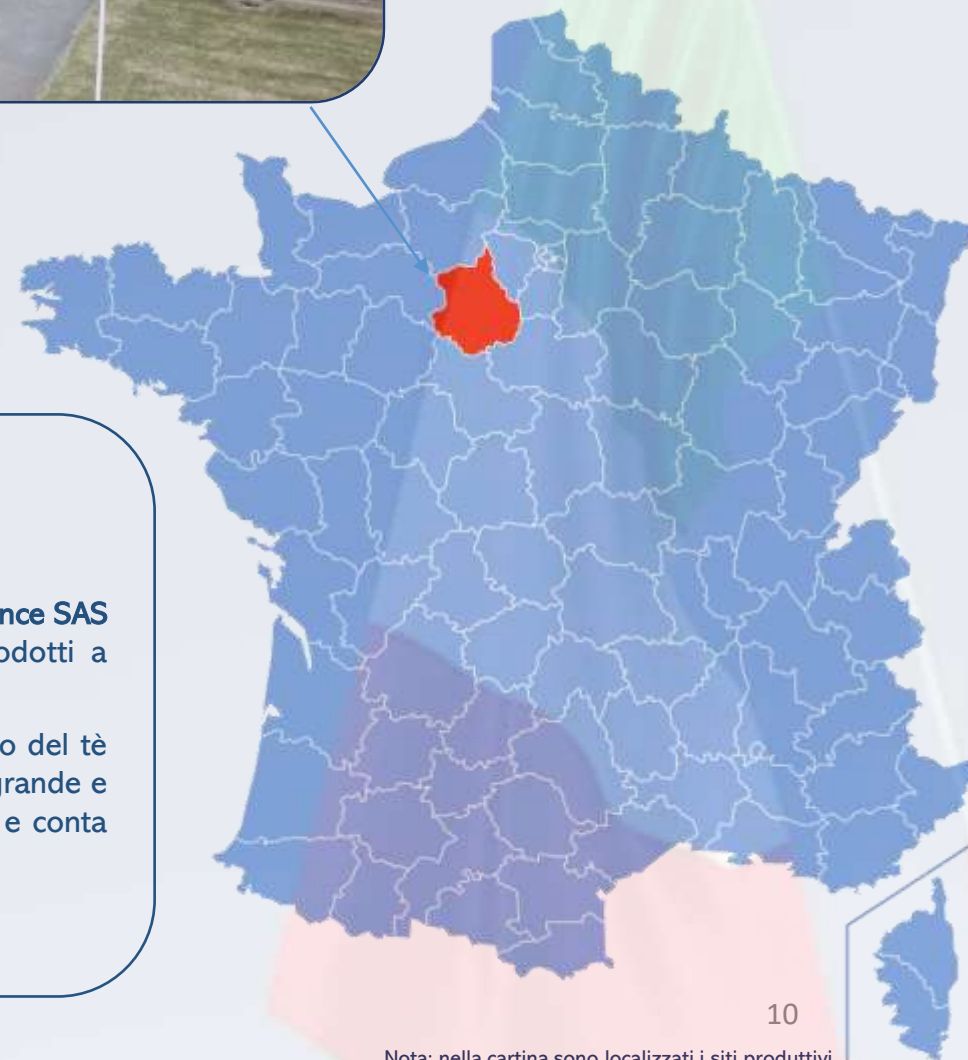 nce SAS
odotti a
o del tè
grande e
e conta
10
Nota: nella cartina sono localizzati i siti produttivi